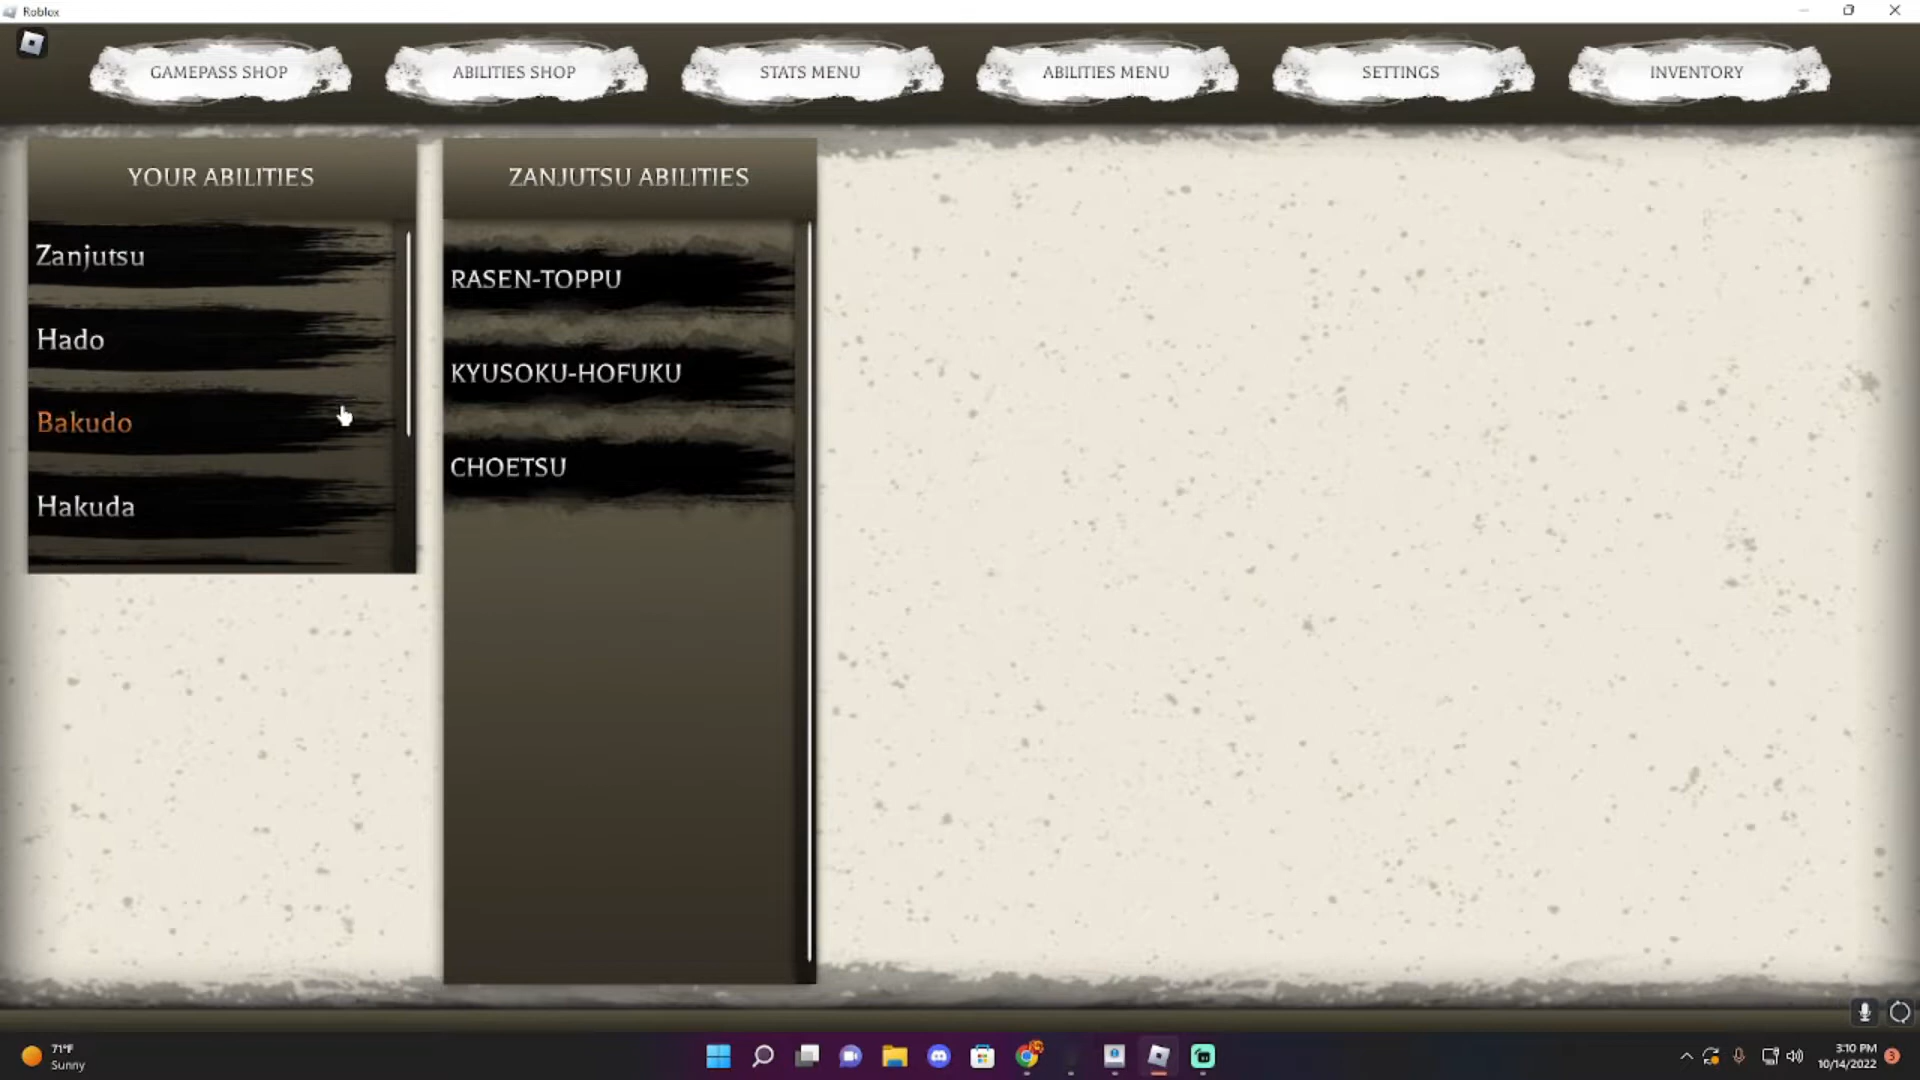 Roblox
GAMEPASS SHOP
ABILITIES SHOP
STATS MENU
ABILITIES MENU
SETTINGS
INVENTORY
YOUR ABILITIES
Zanjutsu
Hado
Bakudo
Hakuda
ZANJUTSU ABILITIES
RASEN-TOPPU
KYUSOKU-HOFUKU
CHOETSU
71°F
Sunny
3:10 PM
10/14/2022
3